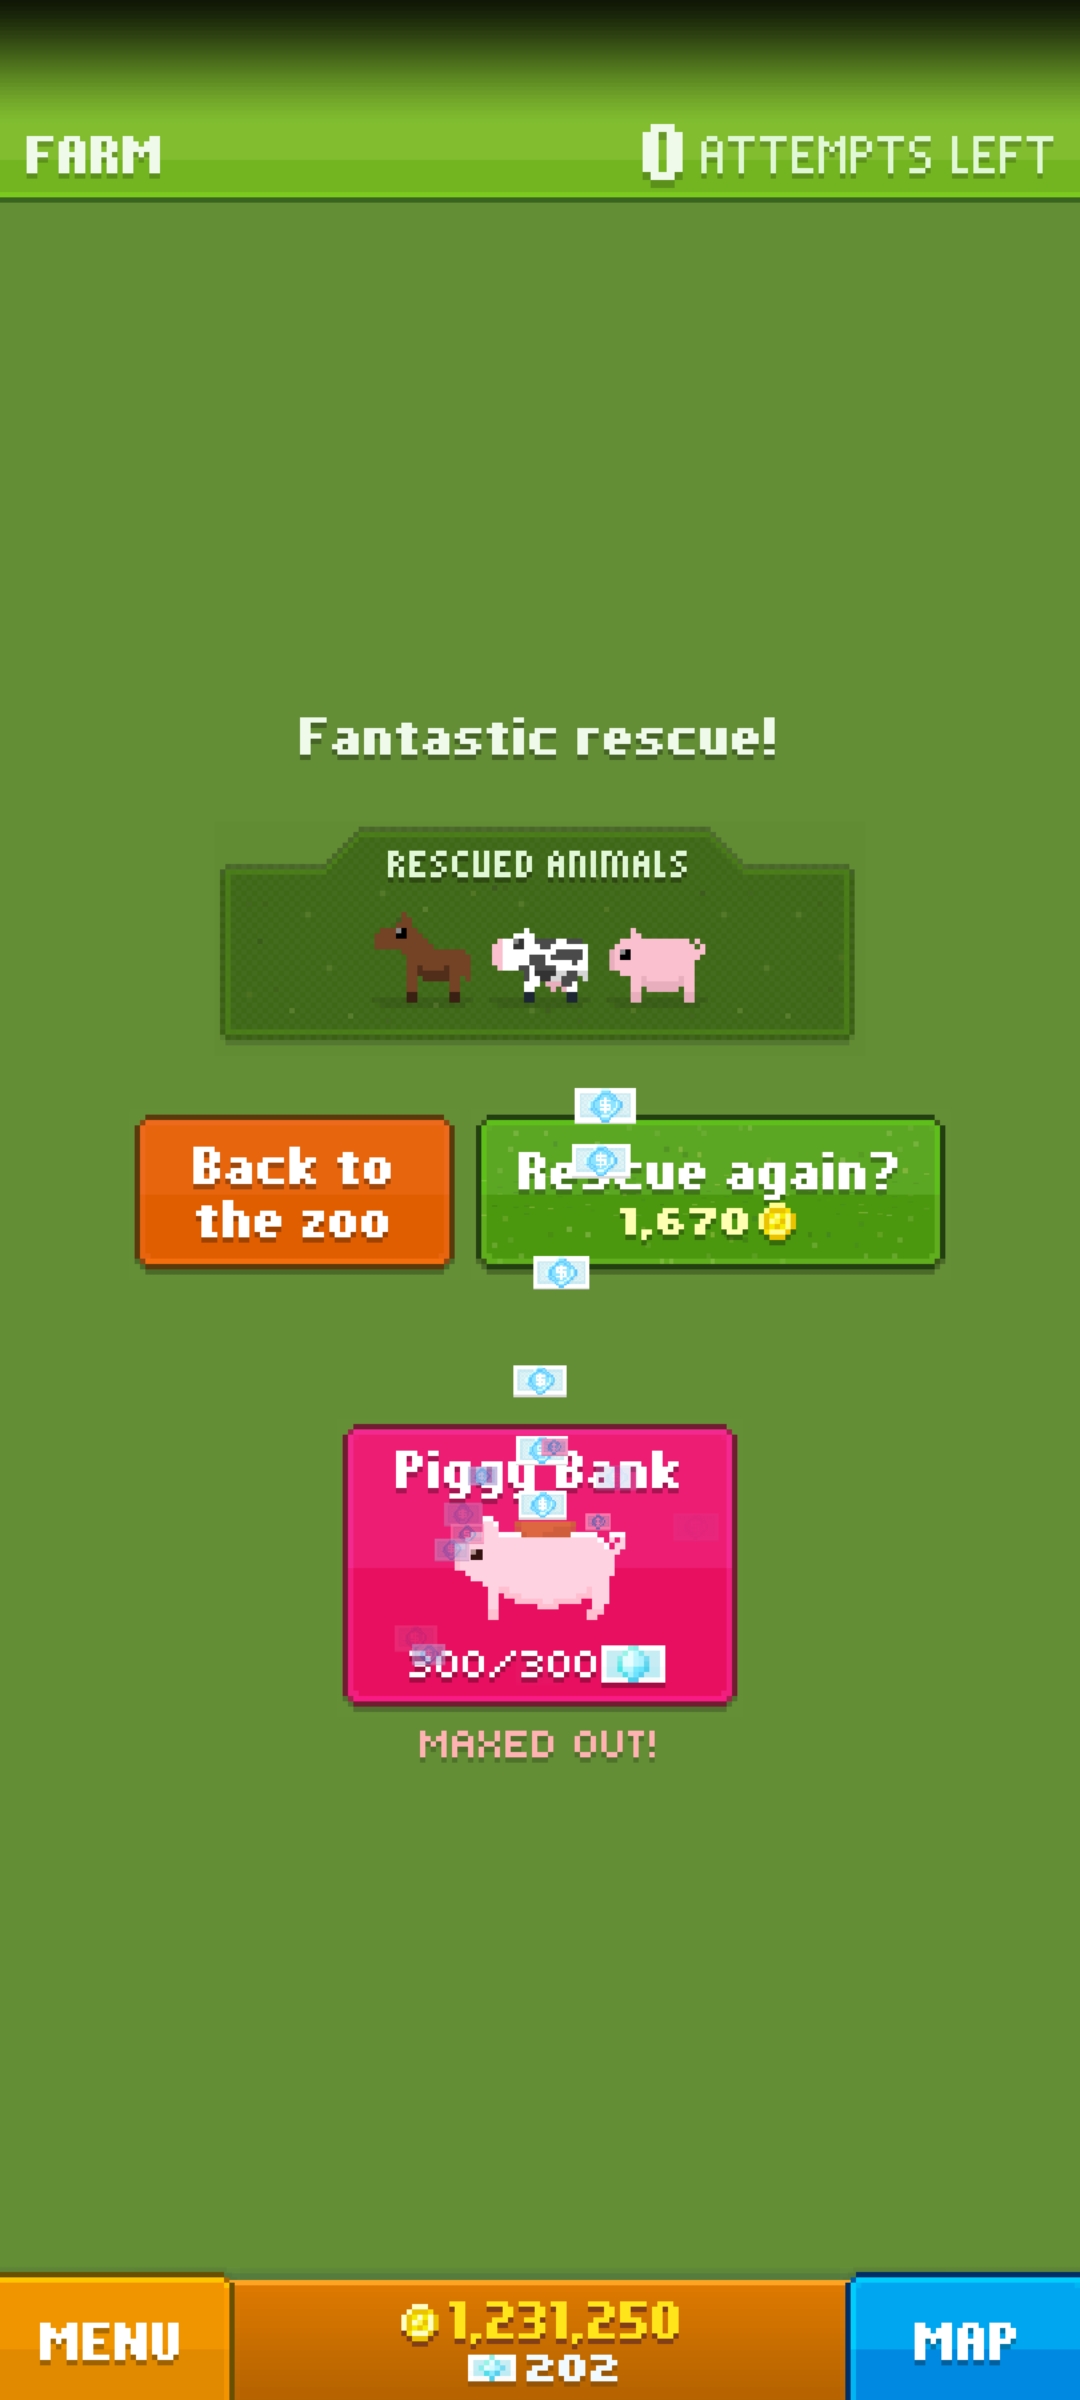 FARM
0 ATTEMPTS LEFT
Fantastic rescue!
RESCUED ANIMALS
Back to
the zoo
Rescue again?
1,670
Piggy Bank
300/300
MAXED OUT!
MENU
1,231,250
202
MAP